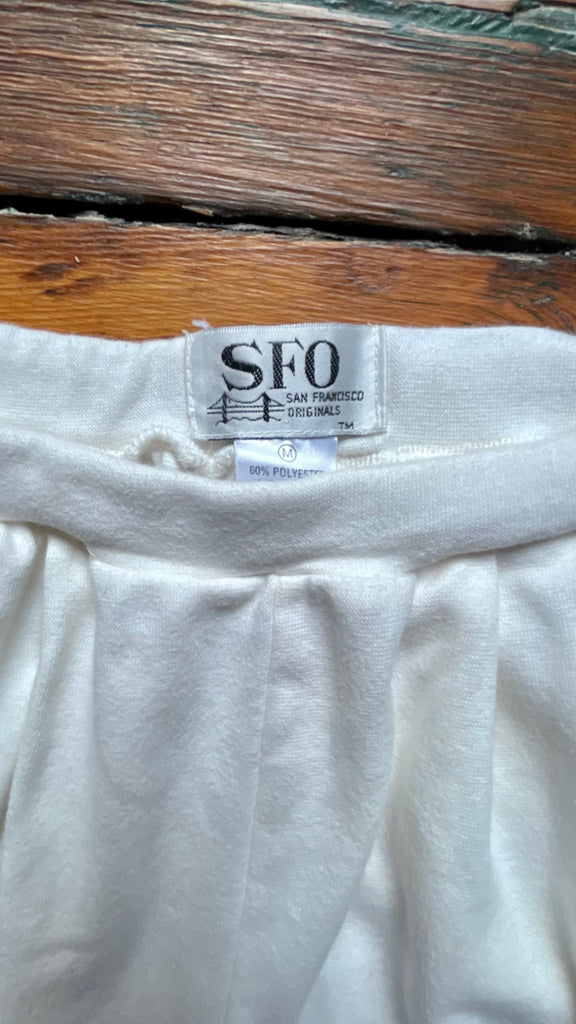 SFO
SAN FRANCISCO
ORIGINALS
TM
M
60% POLYESTER